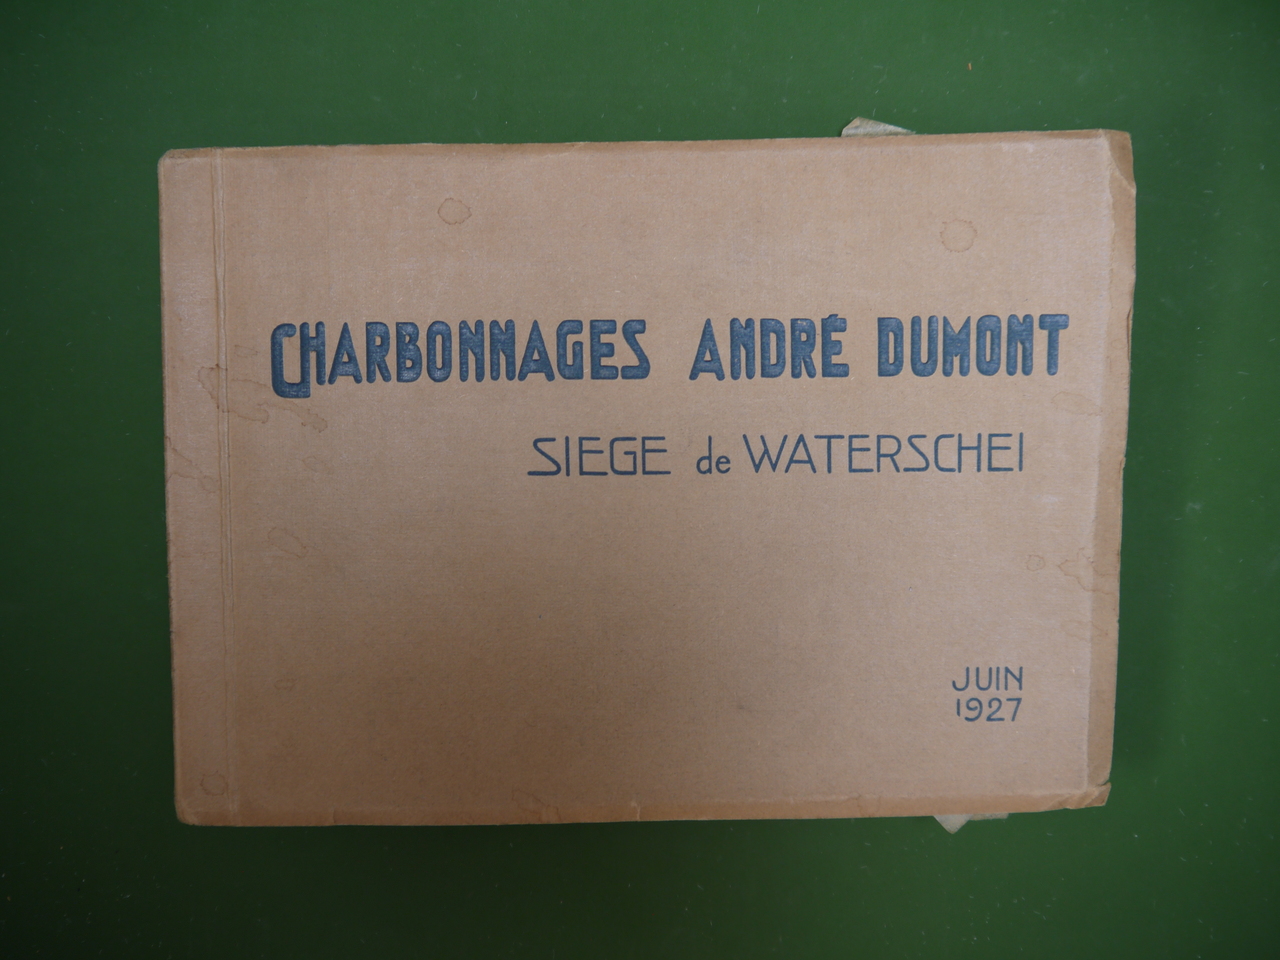 CHARBONNAGES ANDRÉ DUMONT
SIEGE de WATERSCHEI
JUIN
1927